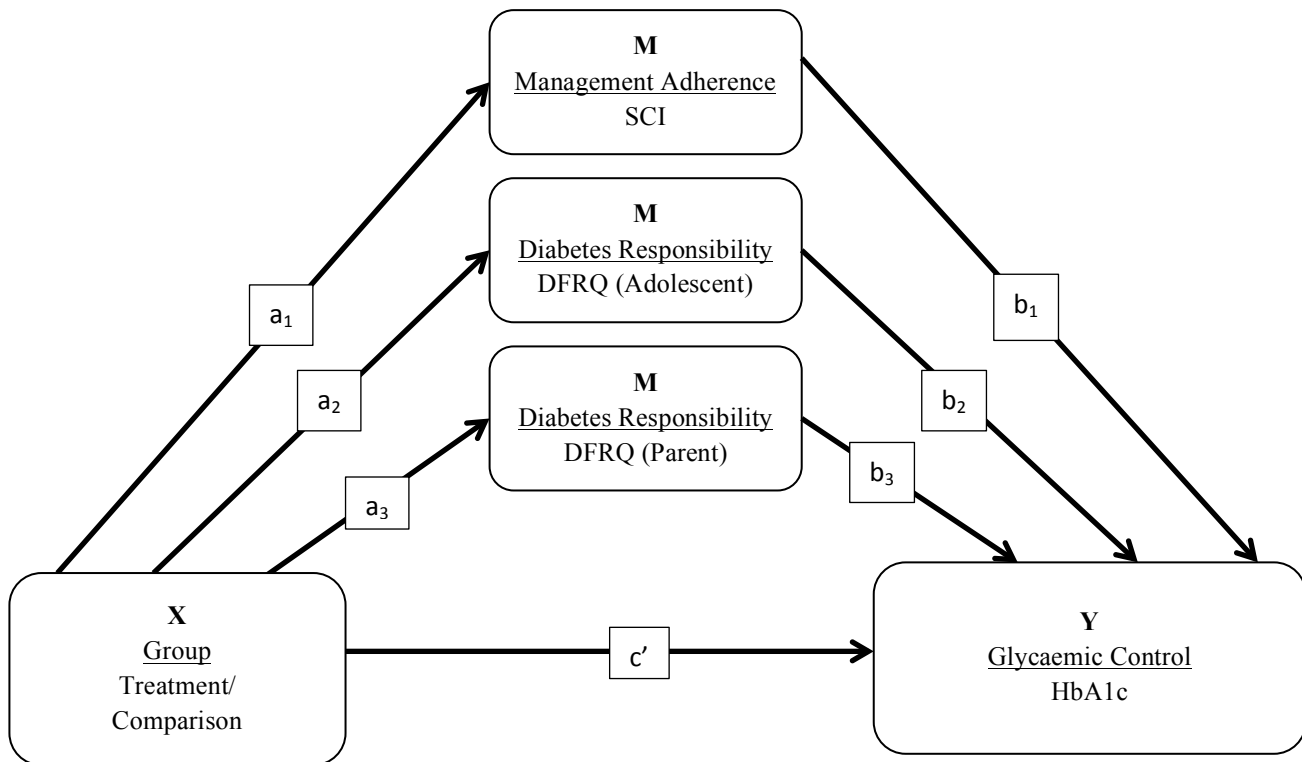 M
Management Adherence
SCI
M
Diabetes Responsibility
DFRQ (Adolescent)
M
Diabetes Responsibility
DFRQ (Parent)
a₁
a₂
a₃
b₁
b₂
b₃
X
Group
Treatment/
Comparison
c’
Y
Glycaemic Control
HbA1c